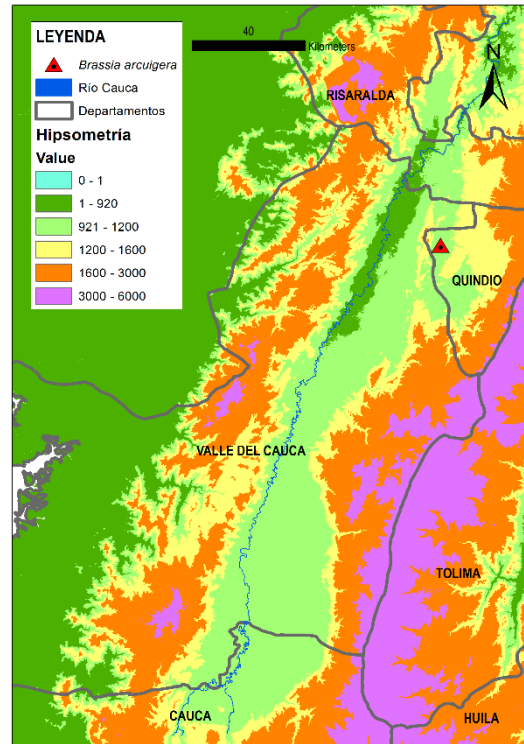 LEYENDA
Brassia arcuigera
Río Cauca
Departamentos
Hipsometría
Value
0 - 1
1 - 920
921 - 1200
1200 - 1600
1600 - 3000
3000 - 6000
40
Kilometers
N
RISARALDA
QUINDIO
VALLE DEL CAUCA
TOLIMA
CAUCA
HUILA